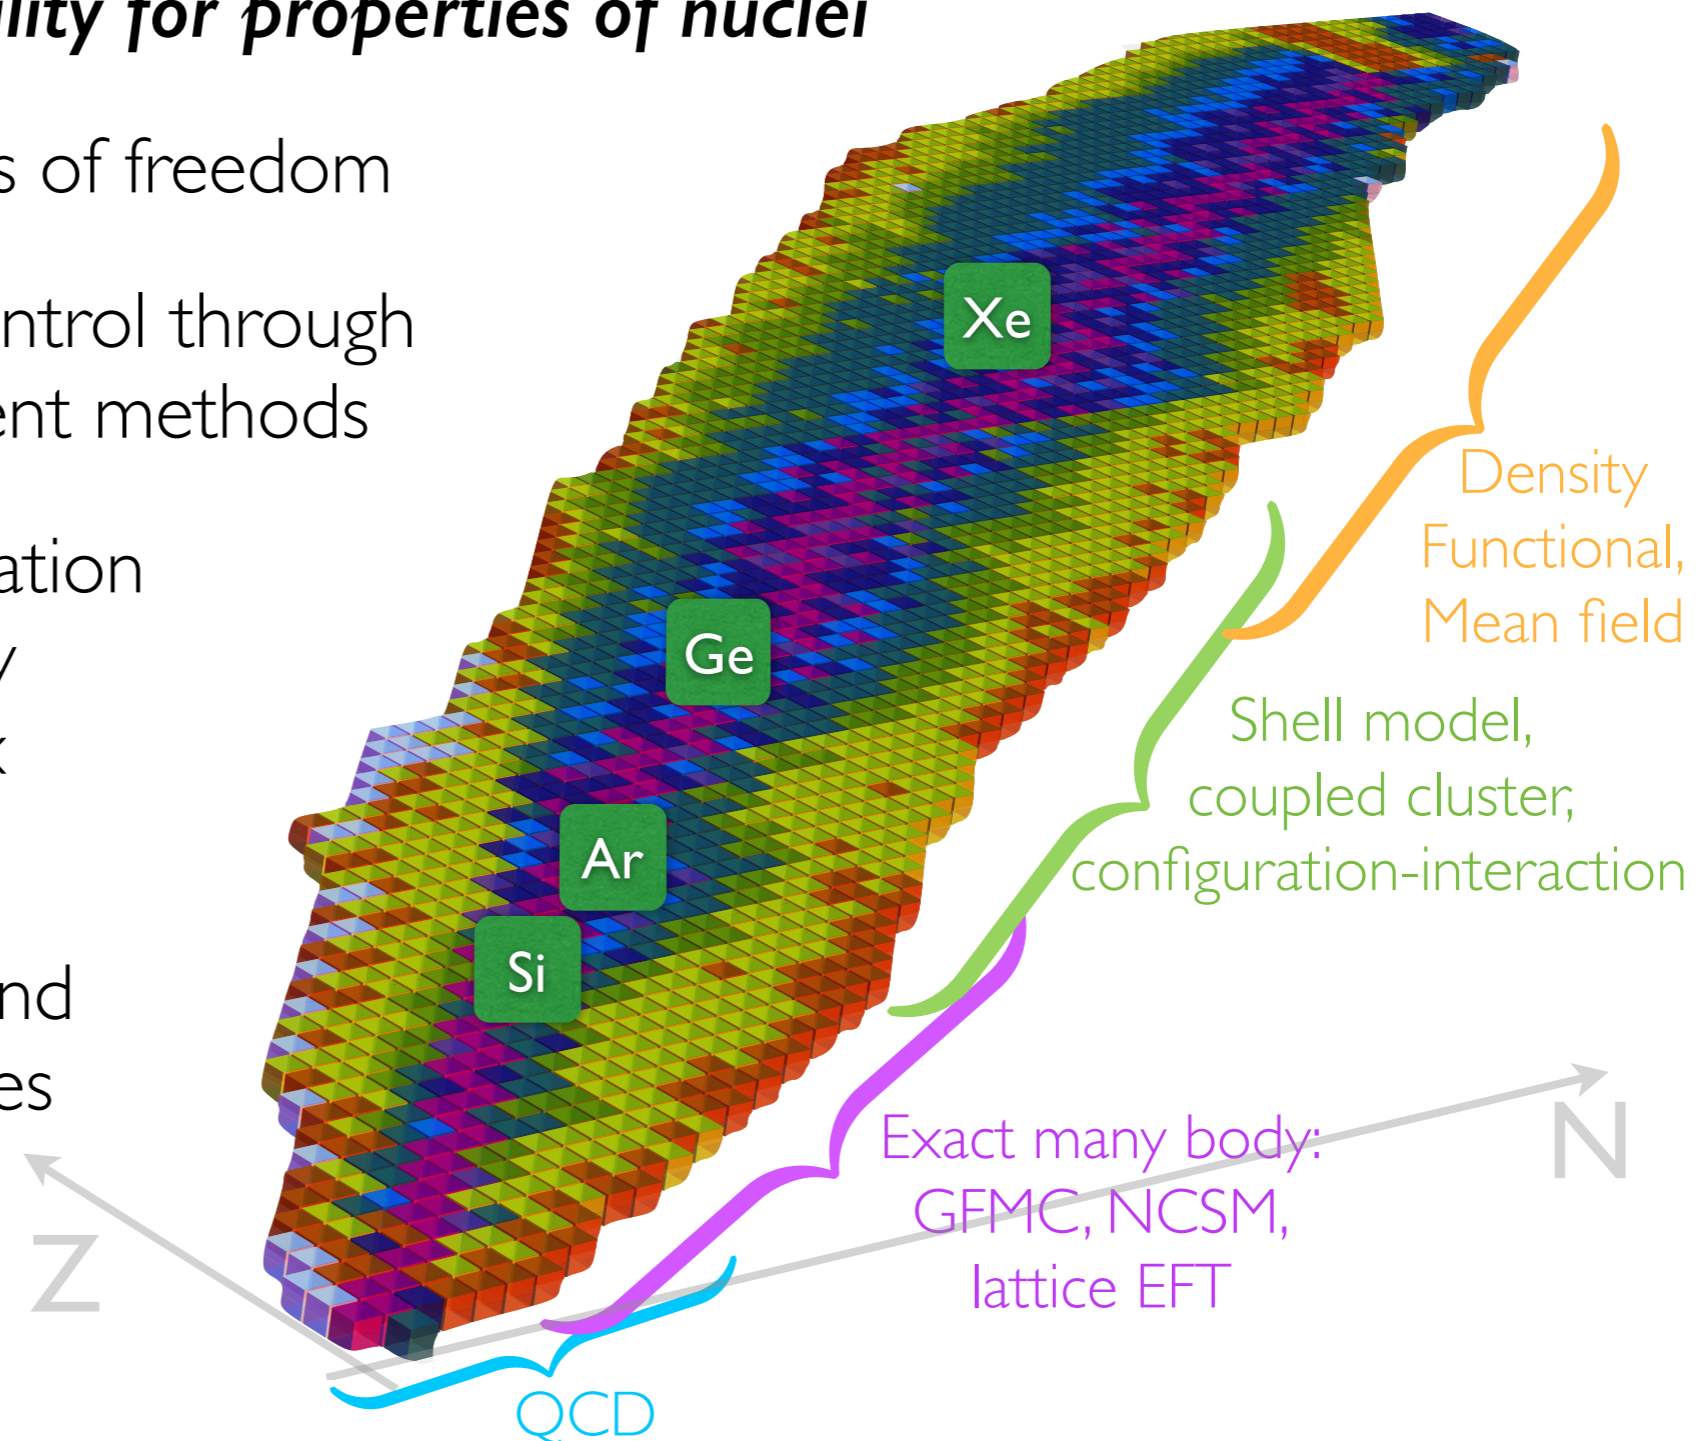 ility for properties of nuclei
s of freedom
ntrol through
ent methods
ation
y
x
nd
es
Xe
Ge
Ar
Si
Density
Functional,
Mean field
Shell model,
coupled cluster,
configuration-interaction
Exact many body:
GFMC, NCSM,
lattice EFT
QCD
N
Z